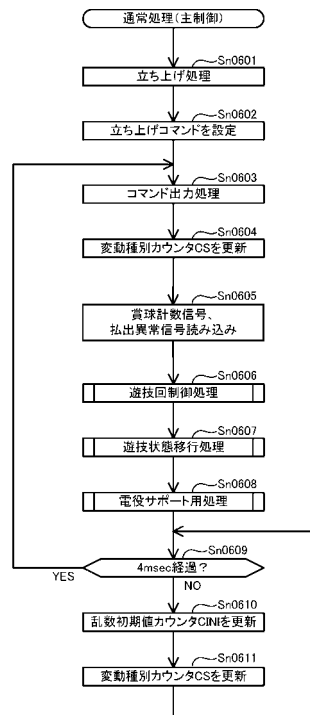 通常処理(主制御)
Sn0601
立ち上げ処理
Sn0602
立ち上げコマンドを設定
Sn0603
コマンド出力処理
Sn0604
変動種別カウンタCSを更新
Sn0605
賞球計数信号、
払出異常信号読み込み
Sn0606
遊技回制御処理
Sn0607
遊技状態移行処理
Sn0608
電役サポート用処理
Sn0609
4msec経過?
YES
NO
Sn0610
乱数初期値カウンタCINIを更新
Sn0611
変動種別カウンタCSを更新